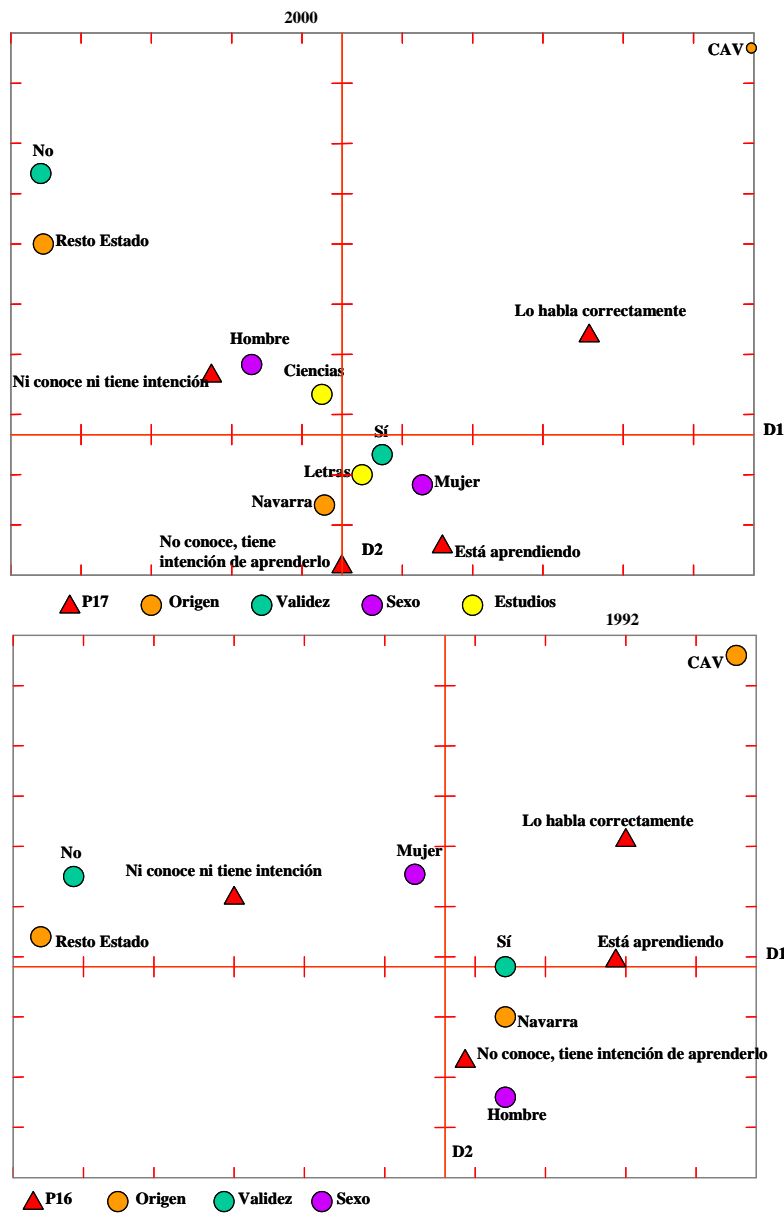 2000
CAV
No
Resto Estado
Lo habla correctamente
Hombre
Ciencias
Ni conoce ni tiene intención
D1
Sí
Letras
Mujer
Navarra
No conoce, tiene
intención de aprenderlo
D2
Está aprendiendo
P17 Origen Validez Sexo Estudios
1992
CAV
Lo habla correctamente
No
Mujer
Ni conoce ni tiene intención
Resto Estado
Sí
Está aprendiendo
D1
Navarra
No conoce, tiene intención de aprenderlo
Hombre
D2
P16 Origen Validez Sexo